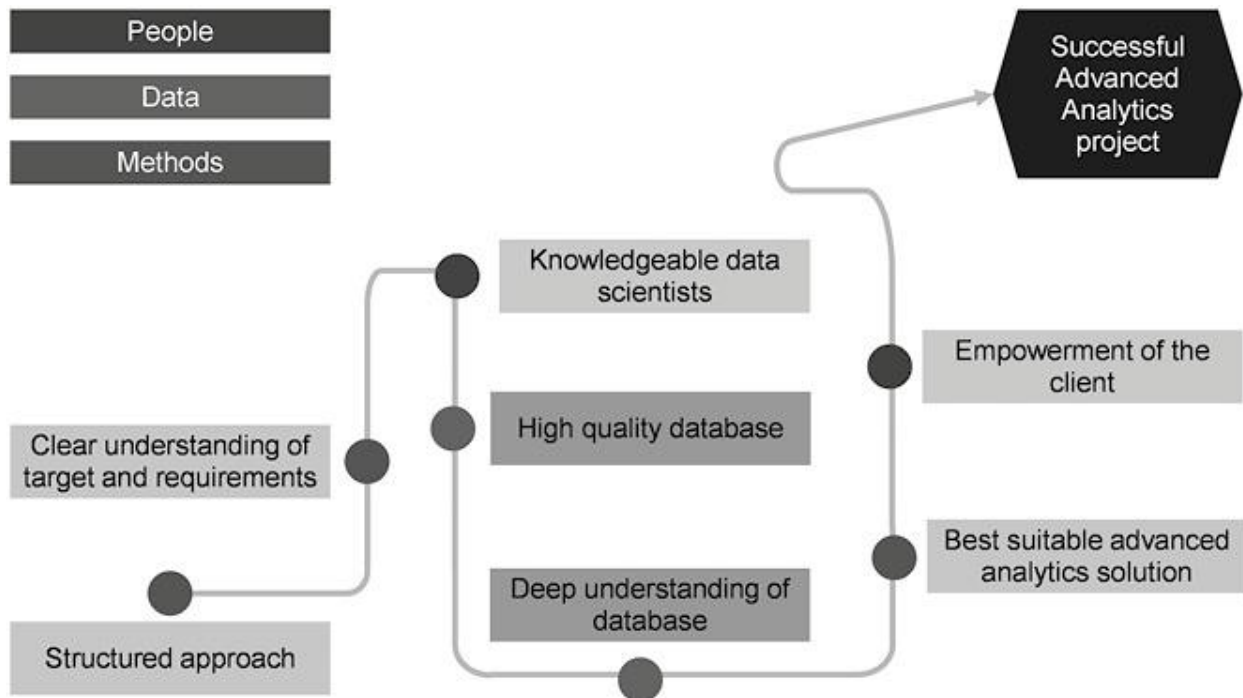 People
Data
Methods
Successful
Advanced
Analytics
project
Knowledgeable data
scientists
Empowerment of the
client
High quality database
Clear understanding of
target and requirements
Best suitable advanced
analytics solution
Deep understanding of
database
Structured approach